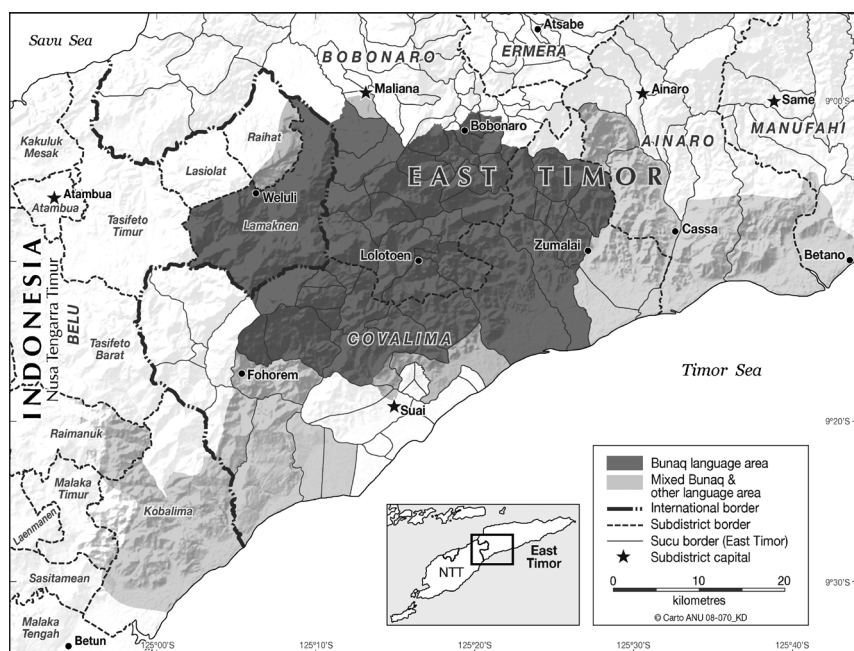 Savu Sea
Atsabe
BOBONARO
ERMERA
Maliana
Ainaro
Same
9°00'S
Bobonaro
MANUFAHI
Kakuluk
Mesak
Raihat
AINARO
Lasiolat
EAST TIMOR
Atambua
Atambua
Weluli
Tasifeto
Timur
Lamaknen
Cassa
Zumalai
Betano
Lolotoen
INDONESIA
Nusa Tengarra Timur
BELU
COVALIMA
Tasifeto
Barat
Fohorem
Timor Sea
Suai
9°20'S
Raimanuk
Malaka
Timur
Kobalima
Laenmanen
Sasitamean
Malaka
Tengah
Betun
Bunaq language area
Mixed Bunaq &
other language area
International border
Subdistrict border
Sucu border (East Timor)
Subdistrict capital
0 10 20
kilometres
© Carto ANU 08-070_KD
East
Timor
NTT
9°30'S
125°00'S 125°10'S 125°20'S 125°30'S 125°40'S